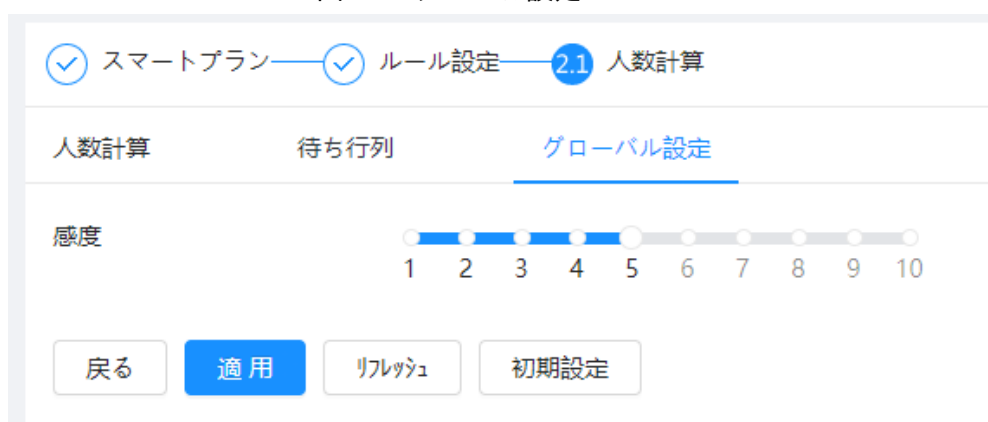 スマートプラン ルール設定 2.1 人数計算
人数計算 待ち行列 グローバル設定
感度
1 2 3 4 5 6 7 8 9 10
戻る 適用 ﾘﾌﾚｯｼｭ 初期設定